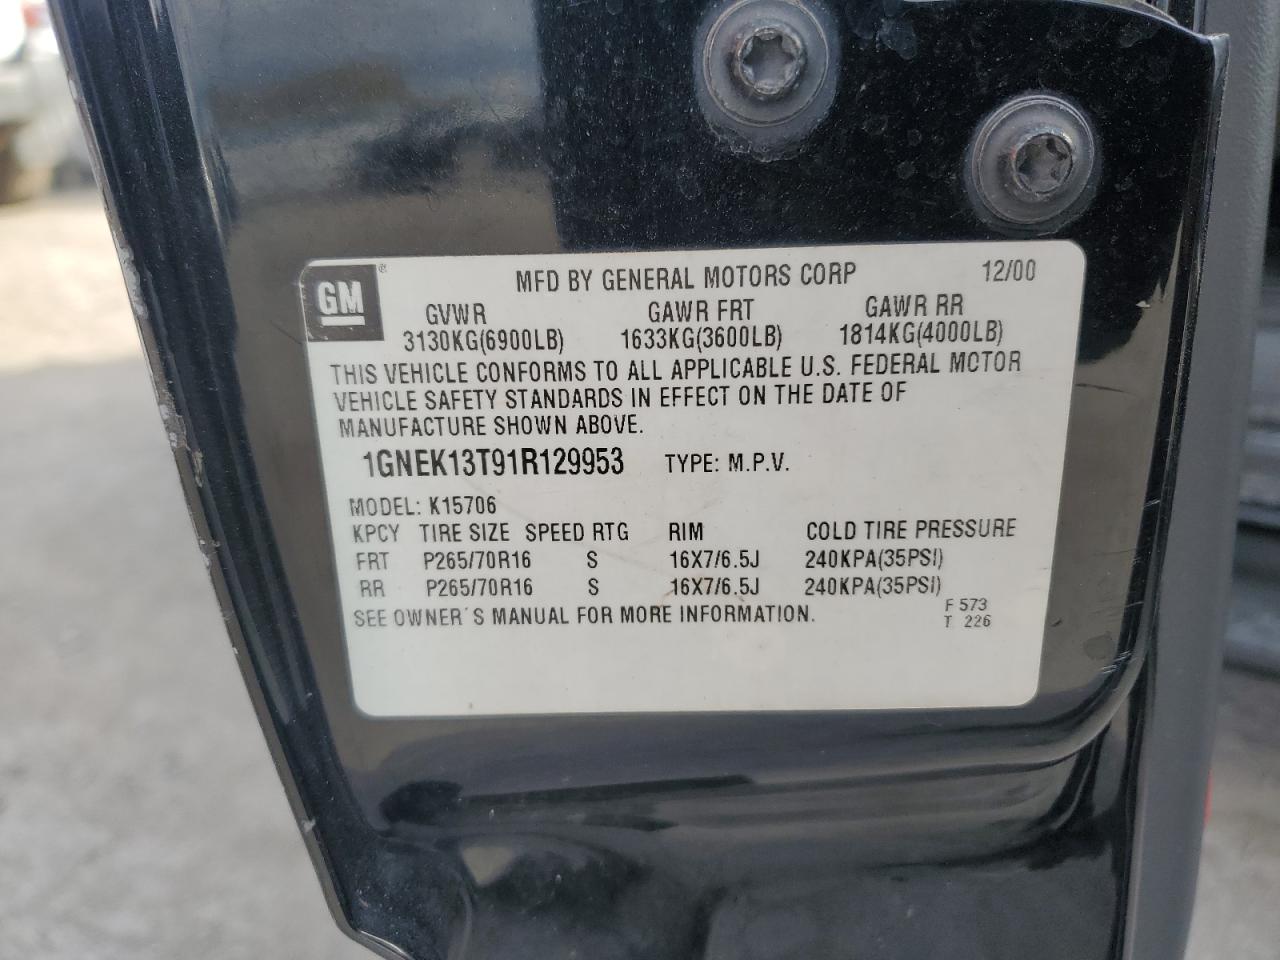 GM ®
MFD BY GENERAL MOTORS CORP 12/00
GVWR GAWR FRT GAWR RR
3130KG(6900LB) 1633KG(3600LB) 1814KG(4000LB)
THIS VEHICLE CONFORMS TO ALL APPLICABLE U.S. FEDERAL MOTOR
VEHICLE SAFETY STANDARDS IN EFFECT ON THE DATE OF
MANUFACTURE SHOWN ABOVE.
1GNEK13T91R129953 TYPE: M.P.V.
MODEL: K15706
KPCY TIRE SIZE SPEED RTG RIM COLD TIRE PRESSURE
FRT P265/70R16 S 16X7/6.5J 240KPA(35PSI)
RR P265/70R16 S 16X7/6.5J 240KPA(35PSI)
SEE OWNER'S MANUAL FOR MORE INFORMATION.
F 573
T 226